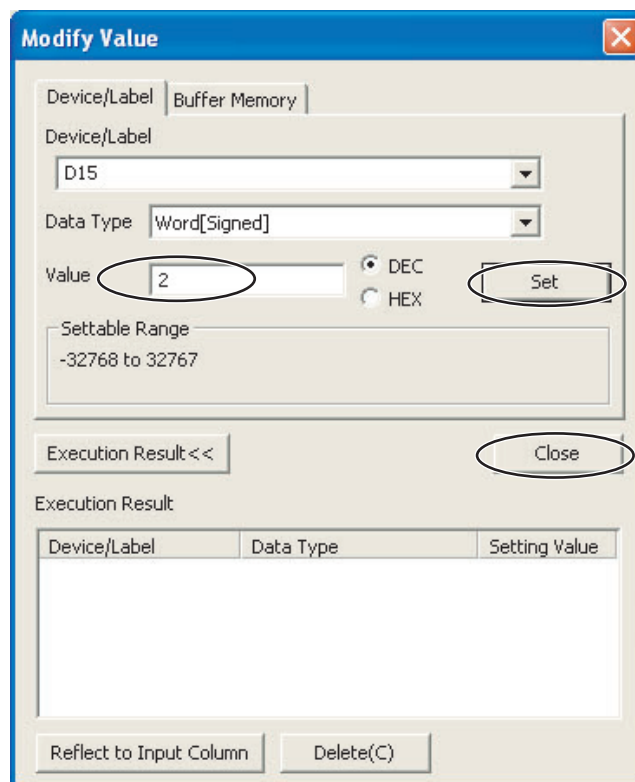 Modify Value
Device/Label Buffer Memory
Device/Label
D15
Data Type Word[Signed]
Value 2 DEC Set
HEX
Settable Range
-32768 to 32767
Execution Result<< Close
Execution Result
Device/Label Data Type Setting Value
Reflect to Input Column Delete(C)